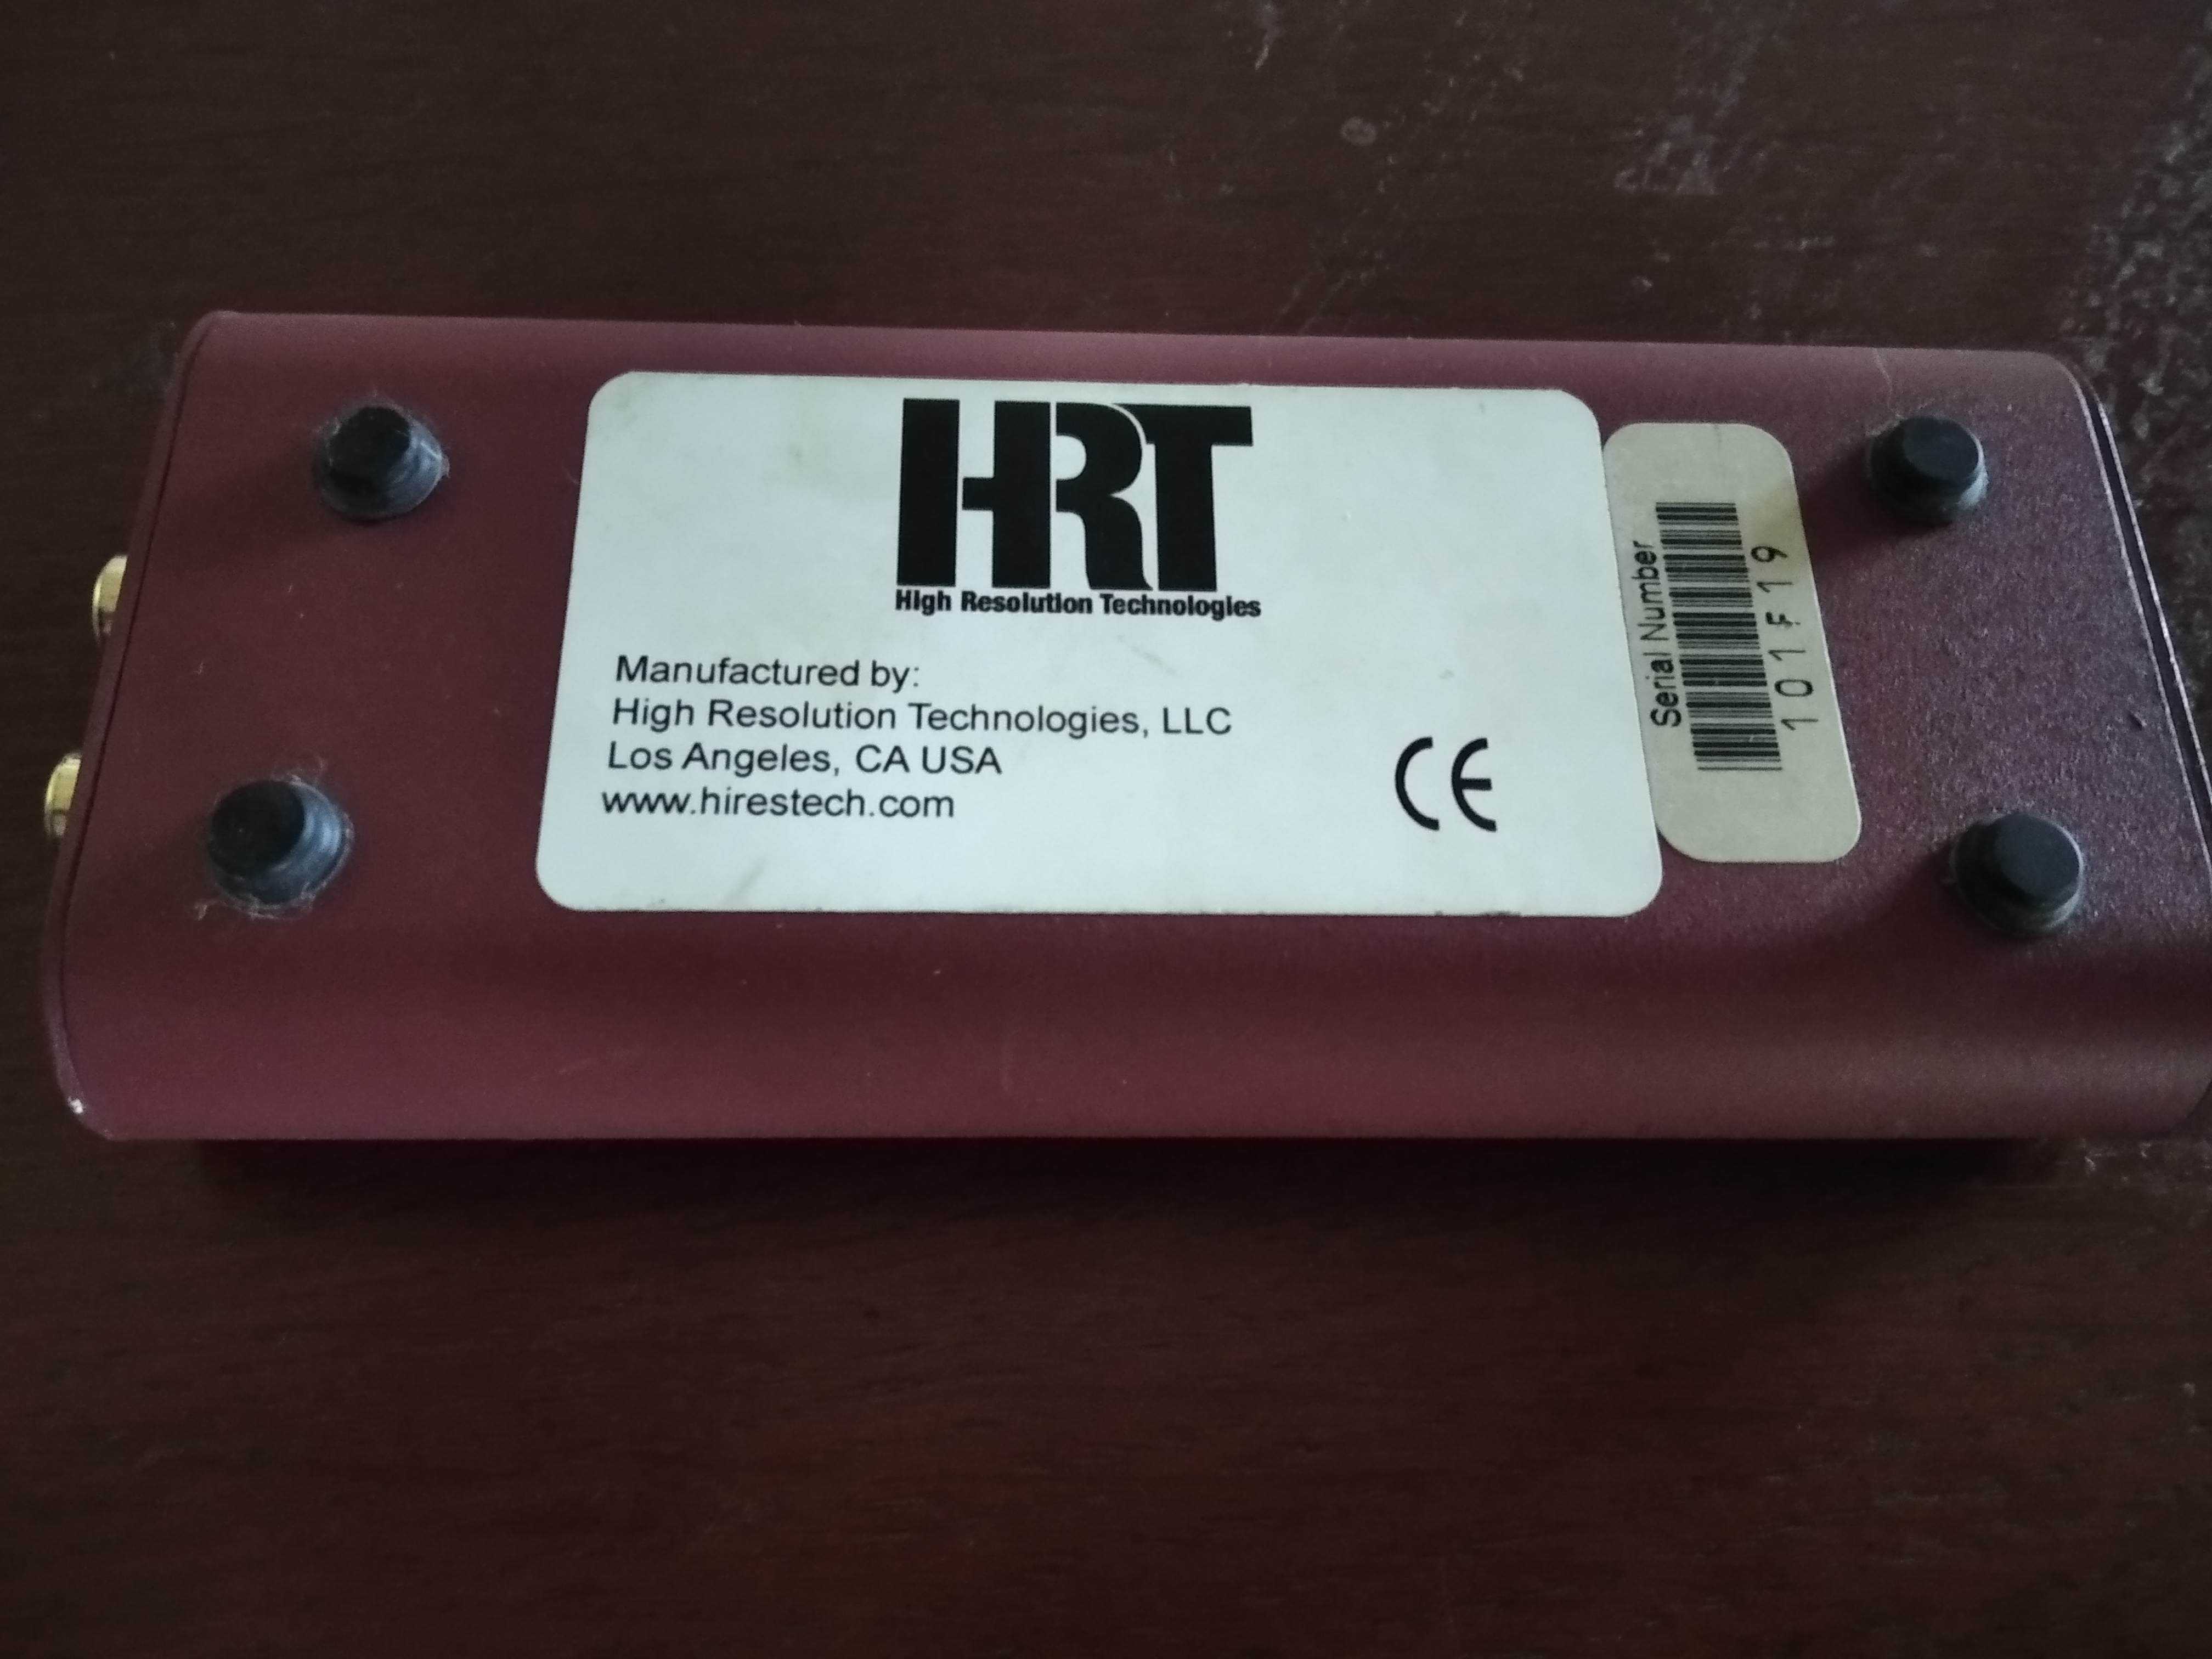 HRT
High Resolution Technologies
Manufactured by:
High Resolution Technologies, LLC
Los Angeles, CA USA
www.hirestech.com
CE
Serial Number
101F19